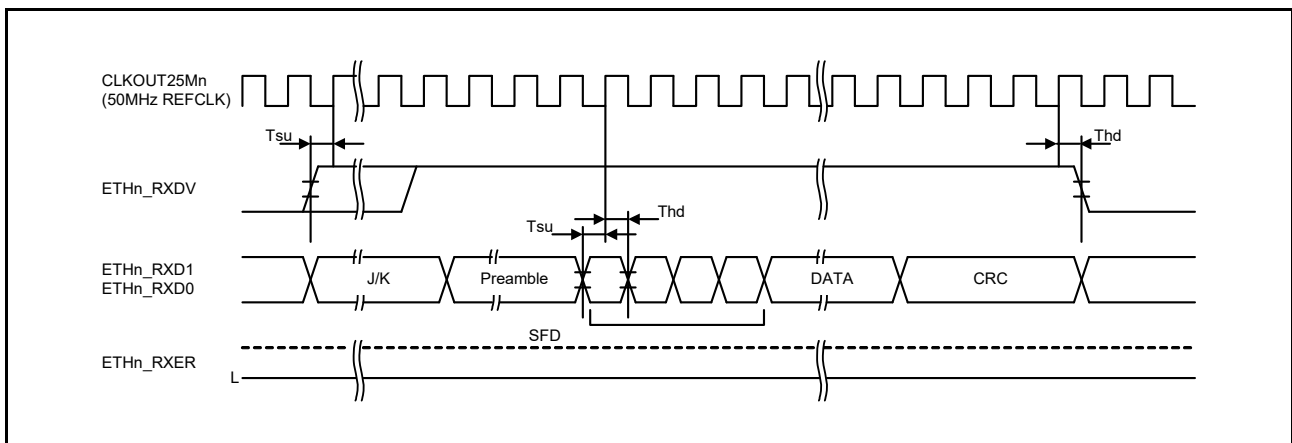 CLKOUT25Mn
(50MHz REFCLK)
Tsu
Thd
ETHn_RXDV
Tsu
Thd
ETHn_RXD1
ETHn_RXD0
J/K
Preamble
DATA
CRC
SFD
ETHn_RXER
L